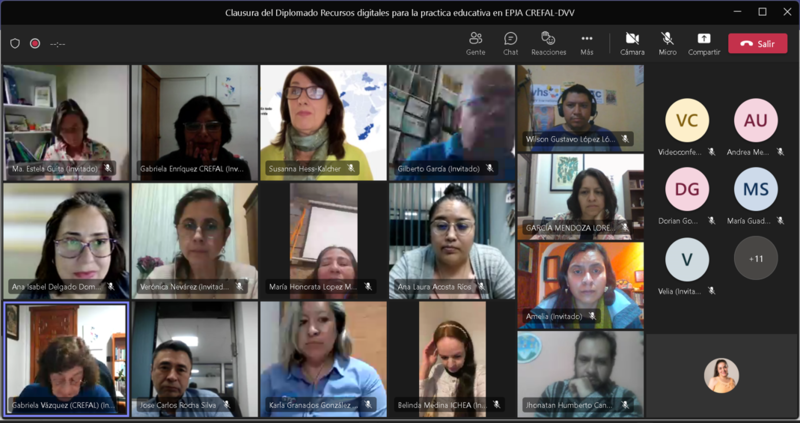 Clausura del Diplomado Recursos digitales para la practica educativa en EPJA CREFAL-DVV
--:--
Gente
Chat
Reacciones
Más
Cámara
Micro
Compartir
Salir
Ma. Estela Guita (Invitado)
Gabriela Enríquez CREFAL (Inv...
Susanna Hess-Kalcher
Gilberto García (Invitado)
vhs
Wilson Gustavo López Ló...
GARCÍA MENDOZA LORE...
VC
Videoconfe...
AU
Andrea Me...
DG
Dorian Go...
MS
María Guad...
V
Velia (Invita...
+11
Ana Isabel Delgado Dom...
Verónica Nevárez (Invitad...
María Honorata Lopez M...
Ana Laura Acosta Ríos
Amelia (Invitado)
Gabriela Vázquez (CREFAL) (In...
Jose Carlos Rocha Silva
Karla Granados González ...
Belinda Medina ICHEA (In...
Jhonatan Humberto Can...